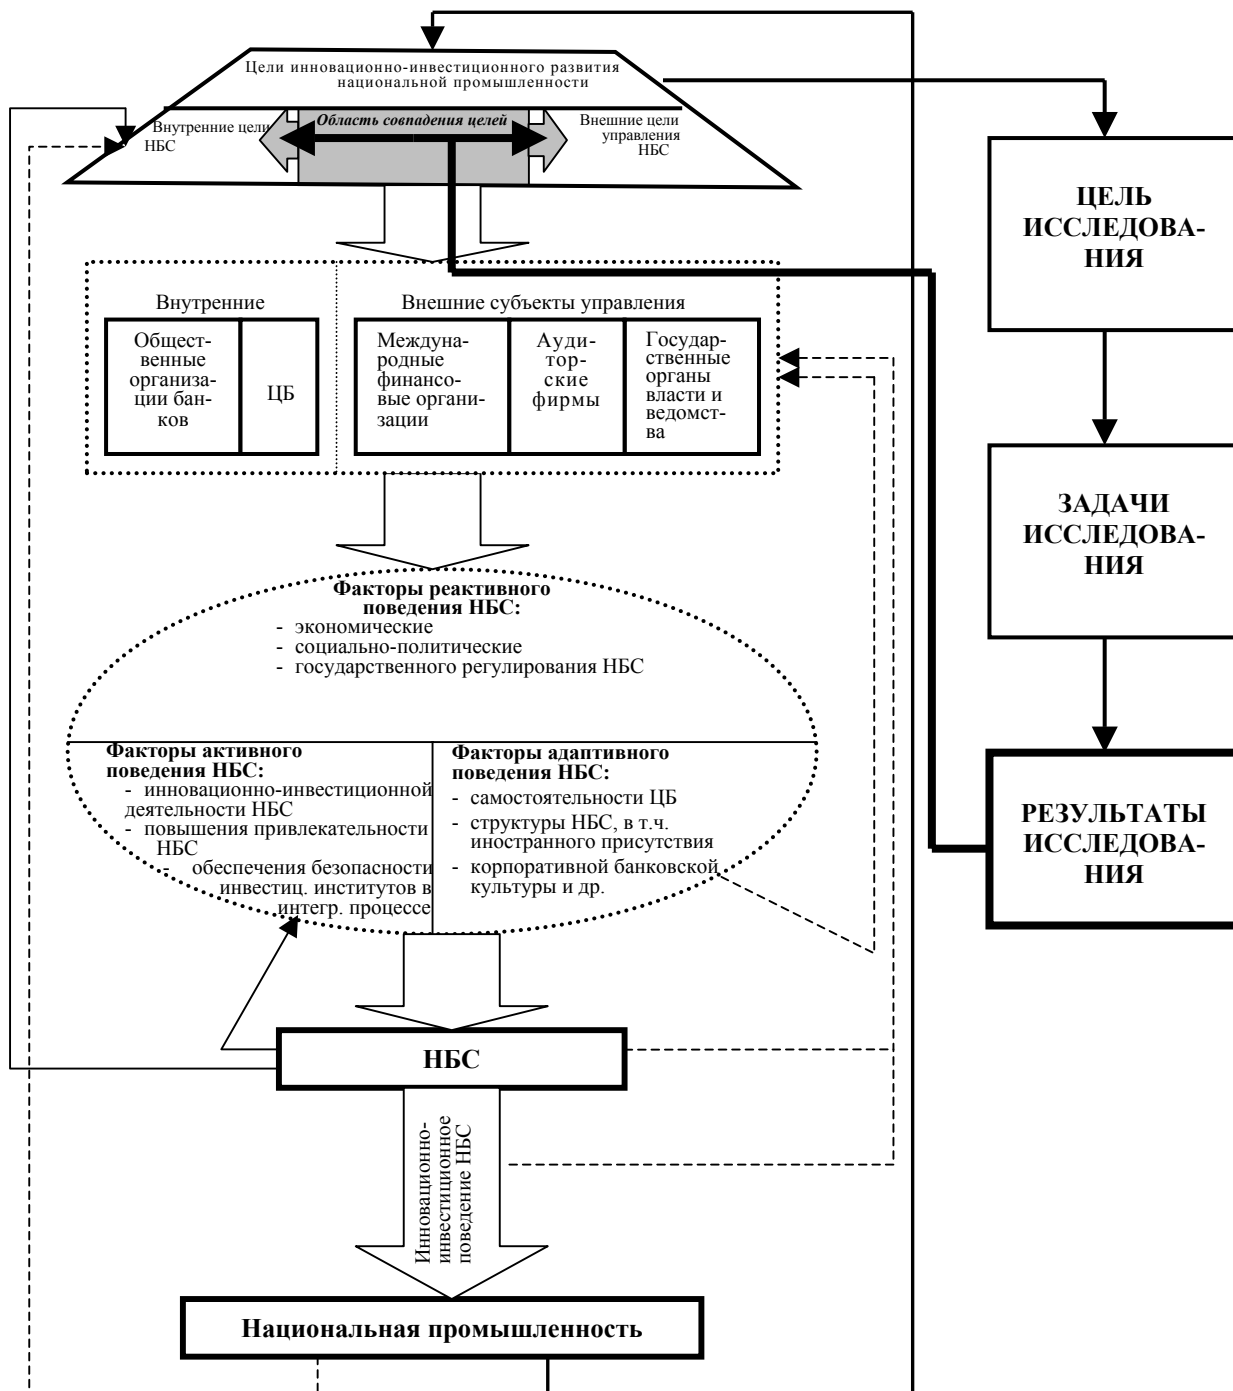 Цели инновационно-инвестиционного развития
национальной промышленности
Область совпадения целей
Внутренние цели
НБС
Внешние цели
управления
НБС
Внутренние
Внешние субъекты управления
Общест-
венные
организа-
ции бан-
ков
ЦБ
Междуна-
родные
финансо-
вые органи-
зации
Ауди-
тор-
ские
фирмы
Государ-
ственные
органы
власти и
ведомст-
ва
Факторы реактивного
поведения НБС:
- экономические
- социально-политические
- государственного регулирования НБС
Факторы активного
поведения НБС:
- инновационно-инвестиционной
деятельности НБС
- повышения привлекательности
НБС
- обеспечения безопасности
инвестиц. институтов в
интегр. процессе
Факторы адаптивного
поведения НБС:
- самостоятельности ЦБ
- структуры НБС, в т.ч.
иностранного присутствия
- корпоративной банковской
культуры и др.
НБС
Инновационно-
инвестиционное
поведение НБС
Национальная промышленность
ЦЕЛЬ
ИССЛЕДОВА-
НИЯ
ЗАДАЧИ
ИССЛЕДОВА-
НИЯ
РЕЗУЛЬТАТЫ
ИССЛЕДОВА-
НИЯ